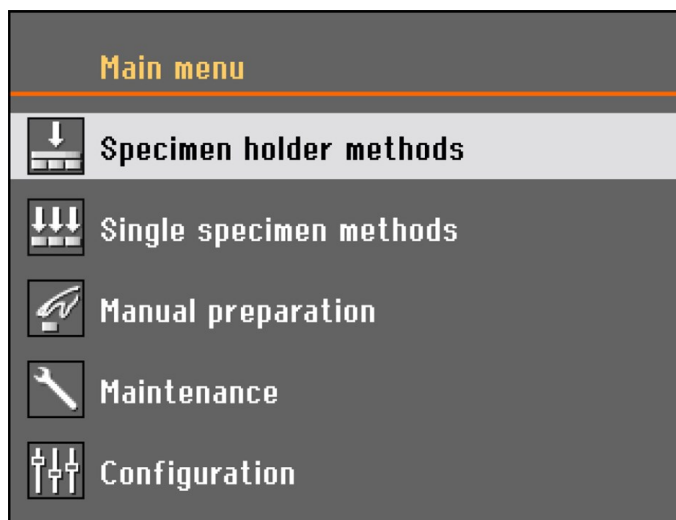 Main menu
Specimen holder methods
Single specimen methods
Manual preparation
Maintenance
Configuration